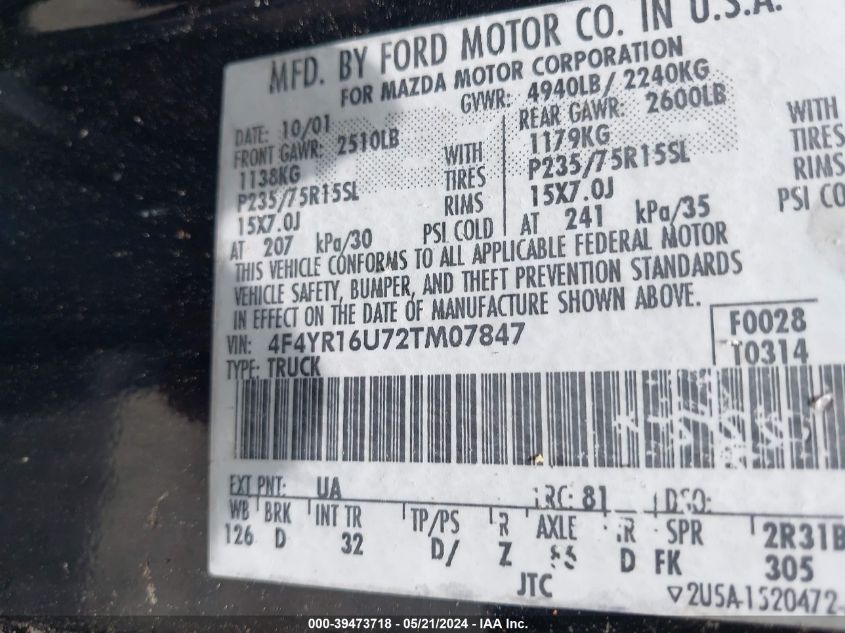 MFD. BY FORD MOTOR CO. IN U.S.A.
FOR MAZDA MOTOR CORPORATION
GVWR: 4940LB/ 2240KG
DATE: 10/01
FRONT GAWR: 2510LB
1138KG
P235/75R15SL
15X7.0J
AT 207 kPa/30
WITH
TIRES
RIMS
PSI COLD
REAR GAWR: 2600LB
1179KG
P235/75R15SL
15X7.0J
AT 241 kPa/35
WITH
TIRES
RIMS
PSI CO
THIS VEHICLE CONFORMS TO ALL APPLICABLE FEDERAL MOTOR
VEHICLE SAFETY, BUMPER, AND THEFT PREVENTION STANDARDS
IN EFFECT ON THE DATE OF MANUFACTURE SHOWN ABOVE.
VIN: 4F4YR16U72TM07847
TYPE: TRUCK
F0028
T0314
EXT PNT: UA RC: 81 DSO:
WB BRK INT TR TP/PS R AXLE R SPR 2R31B
126 D 32 D/ Z D FK 305
JTC
▽2USA-1520472-
000-39473718 - 05/21/2024 - IAA Inc.